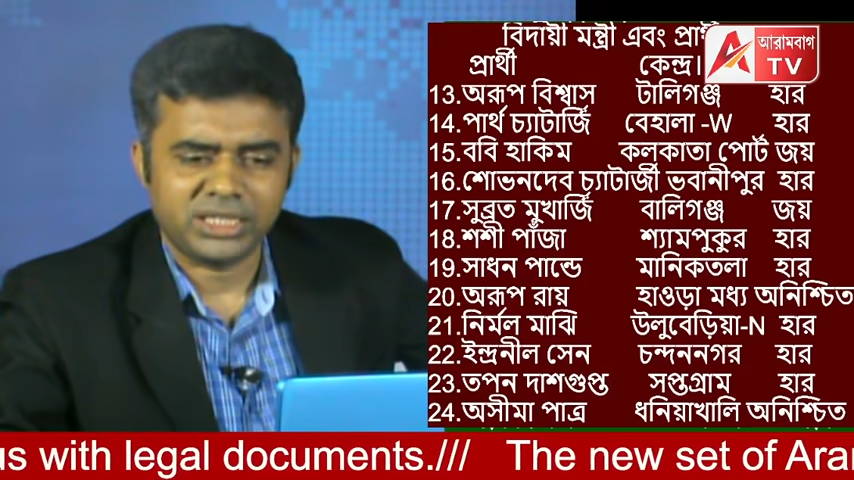 বিদায়ী মন্ত্রী এবং প্রার্থী
প্রার্থী কেন্দ্র।
আরামবাগ
TV
13.অরূপ বিশ্বাস টালিগঞ্জ হার
14.পার্থ চ্যাটার্জি বেহালা -W হার
15.ববি হাকিম কলকাতা পোর্ট জয়
16.শোভনদেব চ্যাটার্জী ভবানীপুর হার
17.সুব্রত মুখার্জি বালিগঞ্জ জয়
18.শশী পাঁজা শ্যামপুকুর হার
19.সাধন পান্ডে মানিকতলা হার
20.অরূপ রায় হাওড়া মধ্য অনিশ্চিত
21.নির্মল মাঝি উলুবেড়িয়া-N হার
22.ইন্দ্রনীল সেন চন্দননগর হার
23.তপন দাশগুপ্ত সপ্তগ্রাম হার
24.অসীমা পাত্র ধনিয়াখালি অনিশ্চিত
us with legal documents./// The new set of Aran